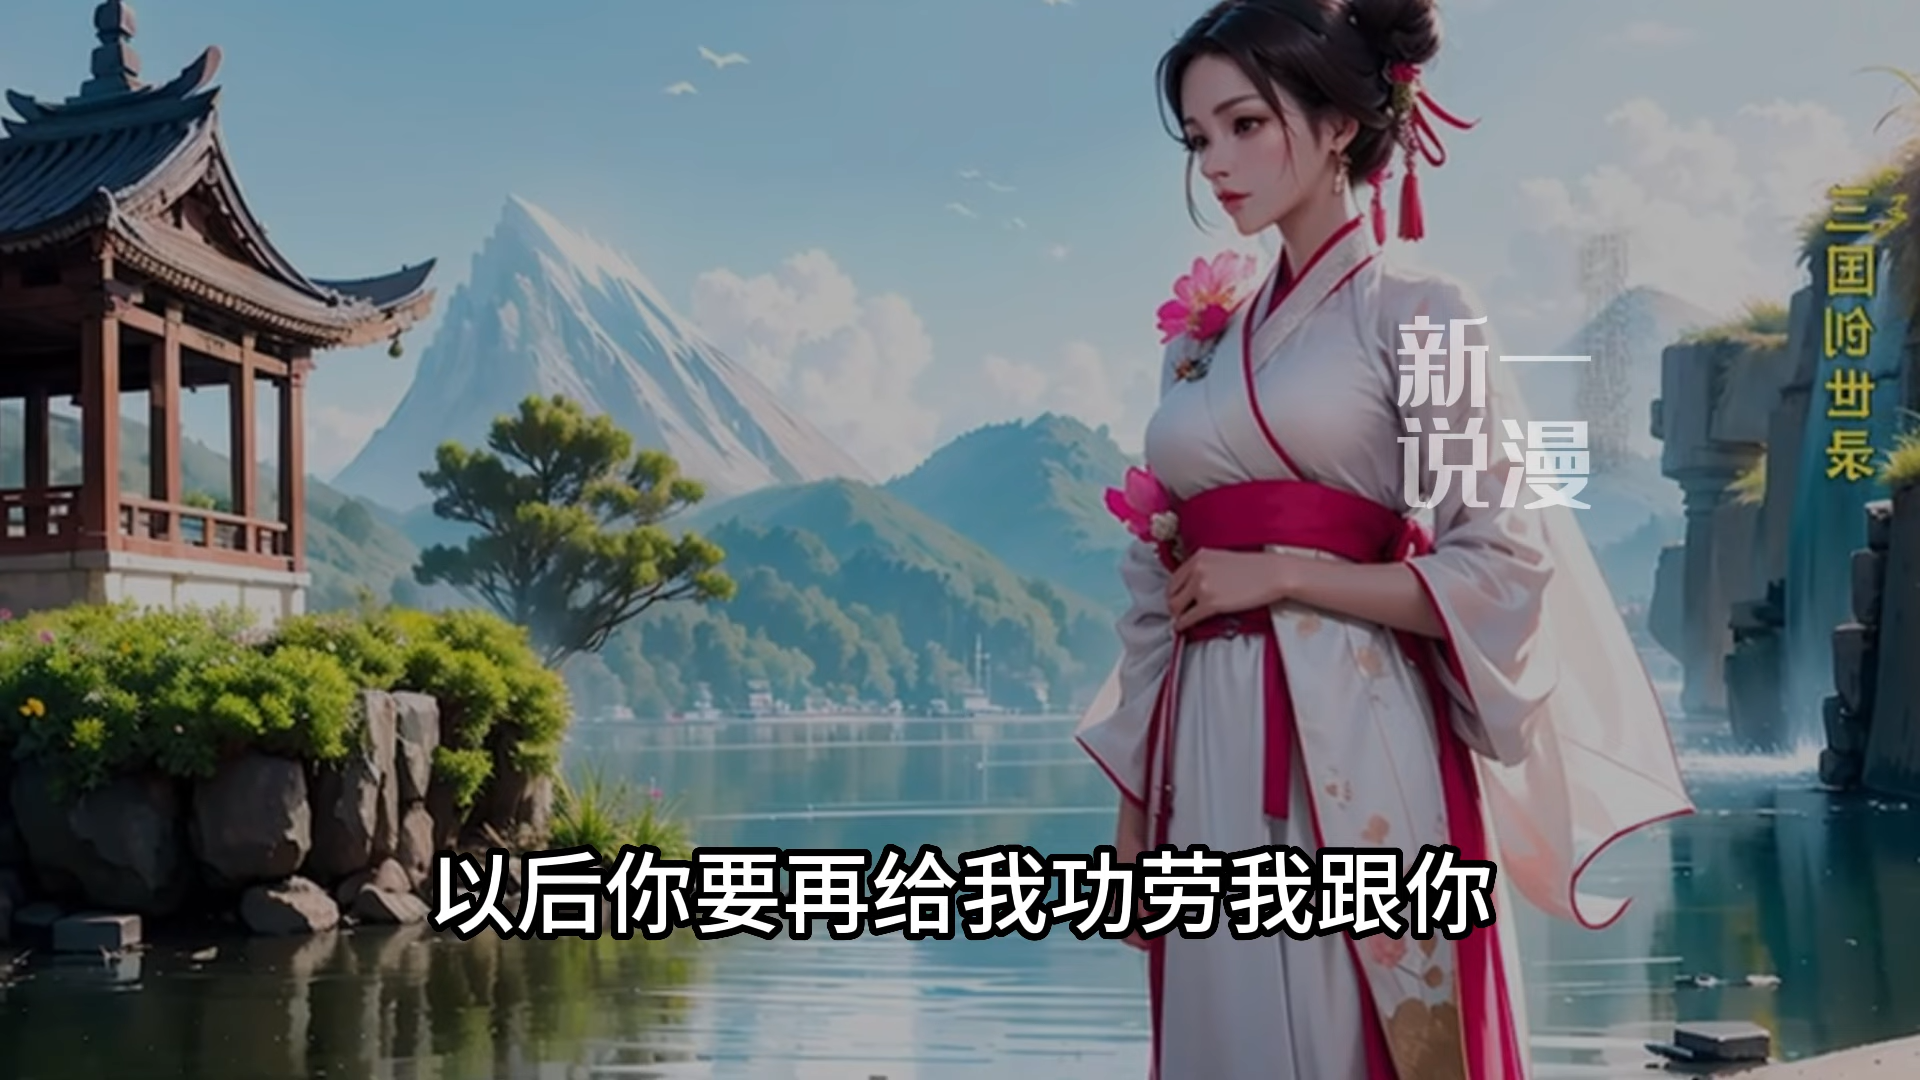 三国创世录
新一
说漫
以后你要再给我功劳我跟你